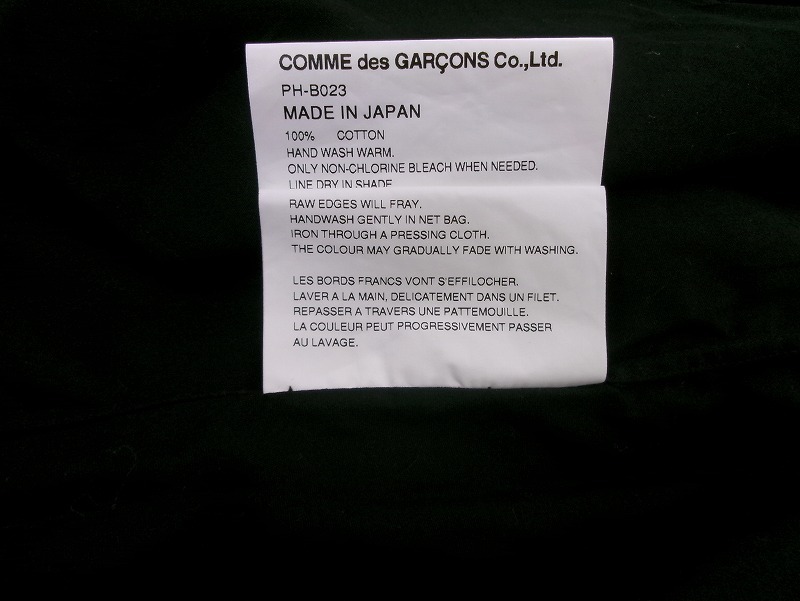 COMME des GARÇONS Co.,Ltd.
PH-B023
MADE IN JAPAN
100% COTTON
HAND WASH WARM.
ONLY NON-CHLORINE BLEACH WHEN NEEDED.
LINE DRY IN SHADE
RAW EDGES WILL FRAY.
HANDWASH GENTLY IN NET BAG.
IRON THROUGH A PRESSING CLOTH.
THE COLOUR MAY GRADUALLY FADE WITH WASHING.
LES BORDS FRANCS VONT S'EFFILOCHER.
LAVER A LA MAIN, DELICATEMENT DANS UN FILET.
REPASSER A TRAVERS UNE PATTEMOUILLE.
LA COULEUR PEUT PROGRESSIVEMENT PASSER
AU LAVAGE.